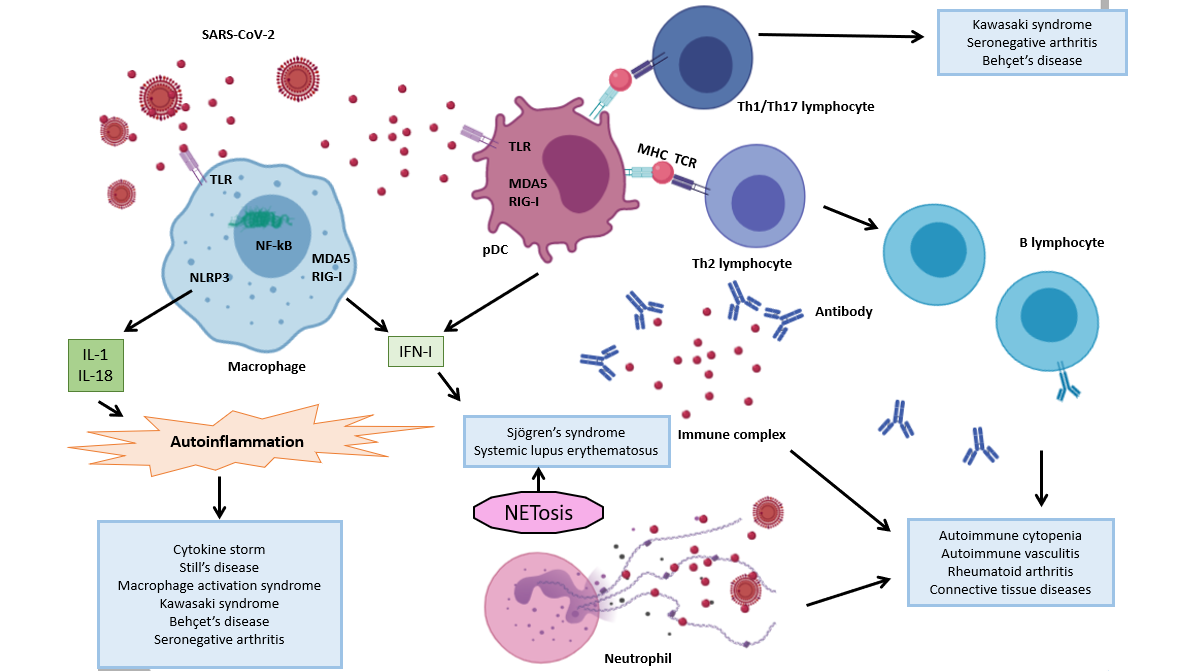 SARS-CoV-2
Kawasaki syndrome
Seronegative arthritis
Behçet's disease
Th1/Th17 lymphocyte
TLR
MDA5
RIG-I
MHC TCR
pDC
Th2 lymphocyte
B lymphocyte
TLR
NF-kB
MDA5
RIG-I
NLRP3
Macrophage
Antibody
IL-1
IL-18
IFN-I
Autoinflammation
Sjögren's syndrome
Systemic lupus erythematosus
Immune complex
NETosis
Cytokine storm
Still's disease
Macrophage activation syndrome
Kawasaki syndrome
Behçet's disease
Seronegative arthritis
Autoimmune cytopenia
Autoimmune vasculitis
Rheumatoid arthritis
Connective tissue diseases
Neutrophil